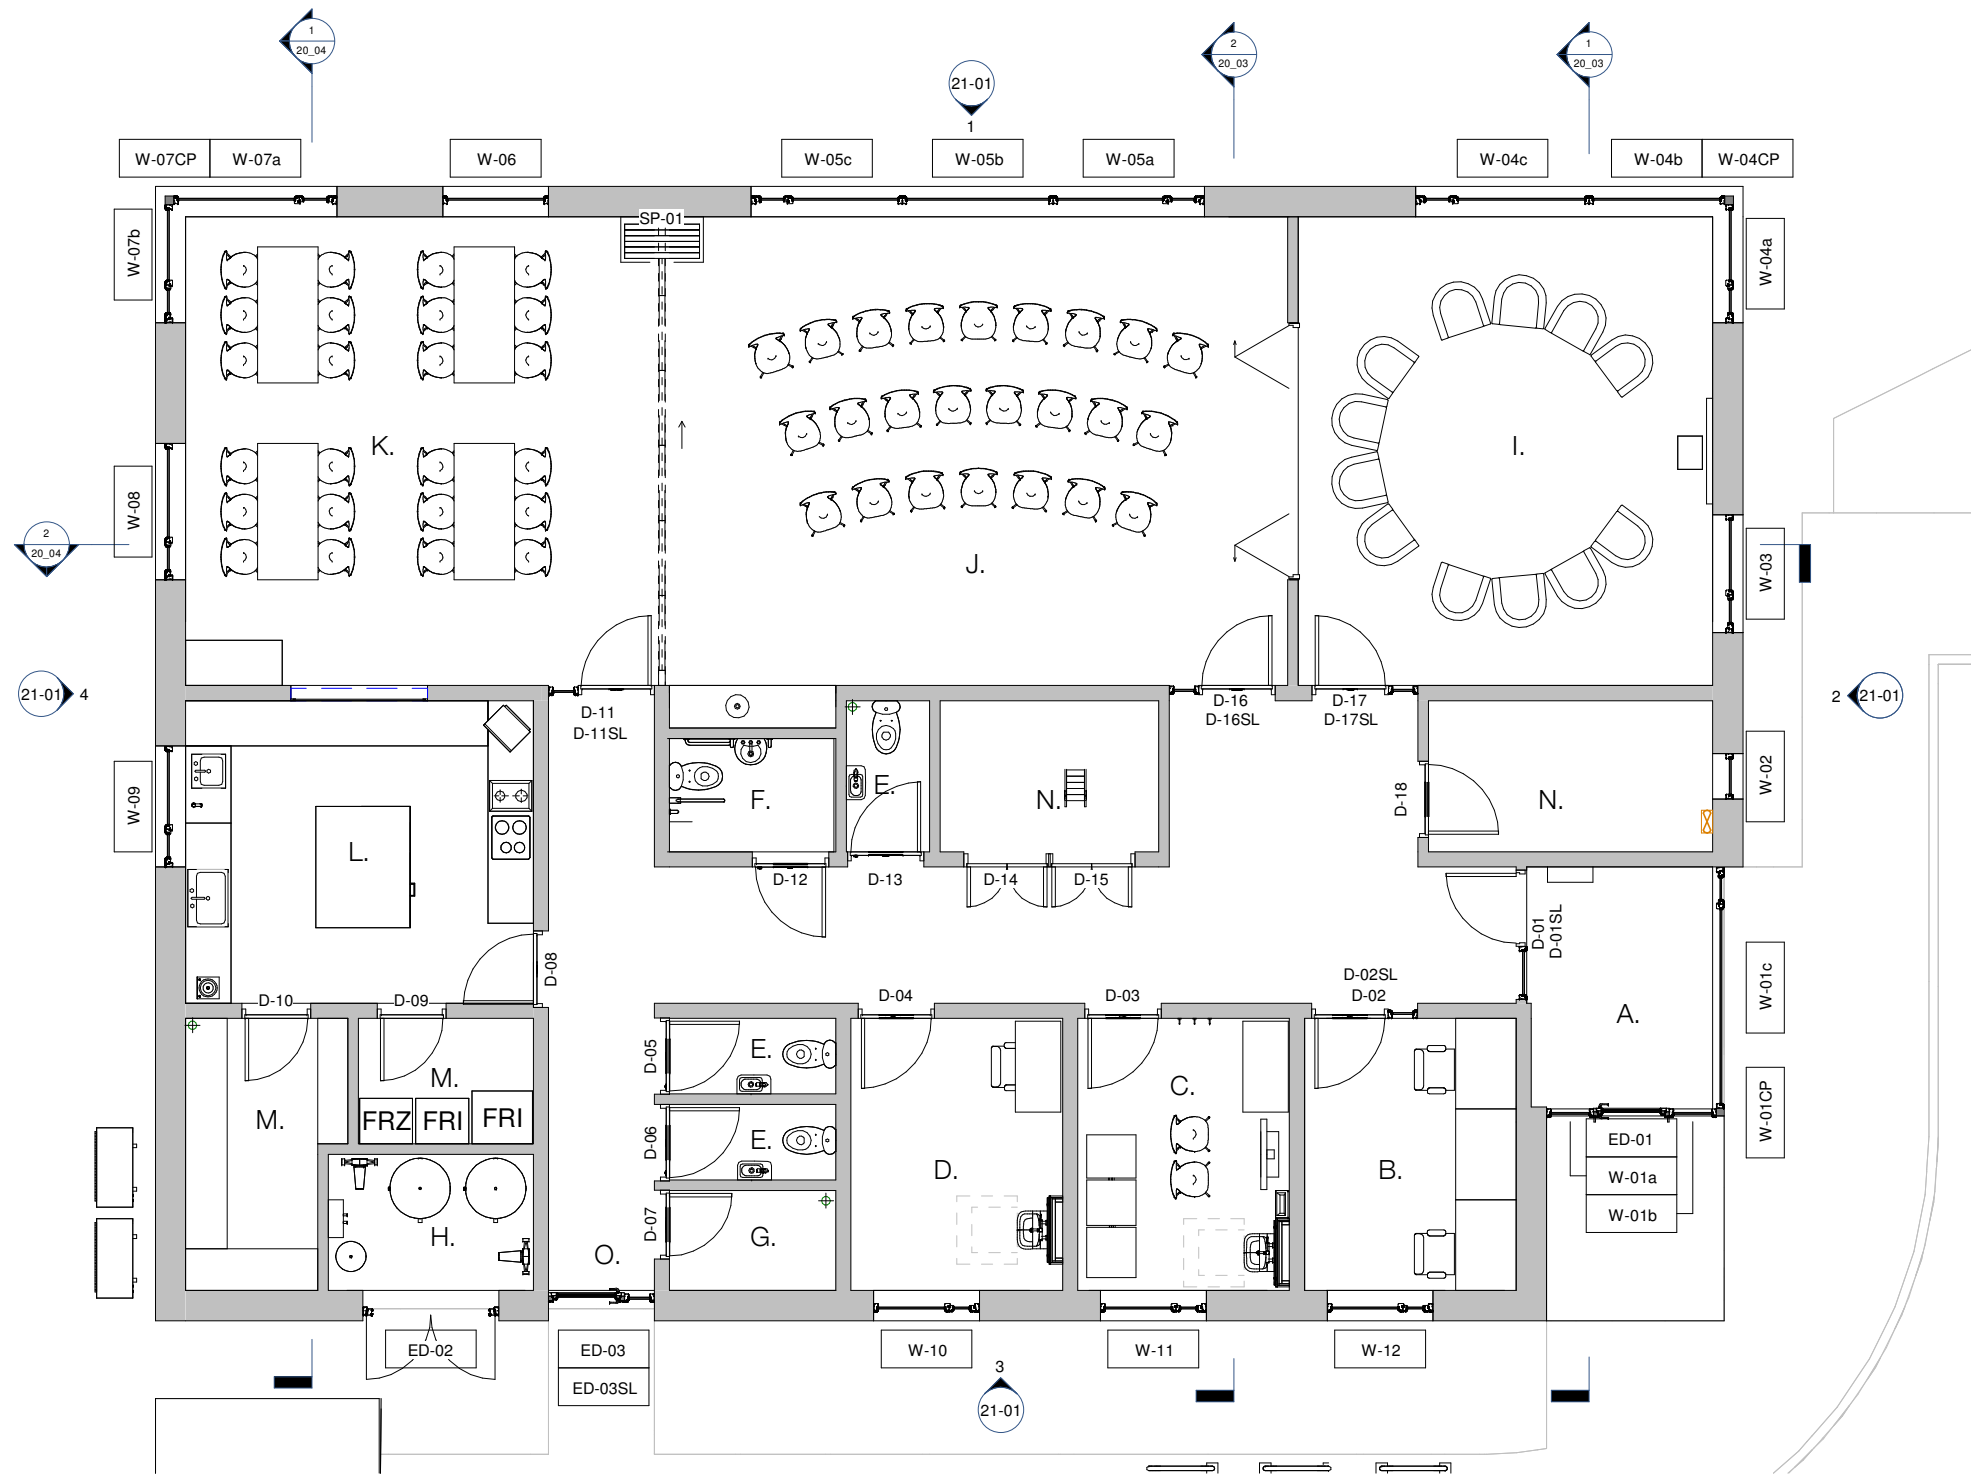 1
20_04
2
20_03
1
20_03
21-01
1
W-07CP
W-07a
W-06
W-05c
W-05b
W-05a
W-04c
W-04b
W-04CP
SP-01
W-07b
W-04a
K.
I.
J.
W-08
W-03
2
20_04
21-01
4
2
21-01
D-11
D-11SL
D-16
D-16SL
D-17
D-17SL
W-09
W-02
L.
F.
E.
N.
D-18
N.
D-12
D-13
D-14
D-15
D-01
D-01SL
D-08
D-10
D-09
D-04
D-03
D-02SL
D-02
W-01c
A.
M.
M.
FRZ
FRI
FRI
D-05
E.
D-06
E.
C.
D.
B.
W-01CP
ED-01
W-01a
W-01b
H.
O.
D-07
G.
ED-02
ED-03
ED-03SL
W-10
W-11
W-12
3
21-01